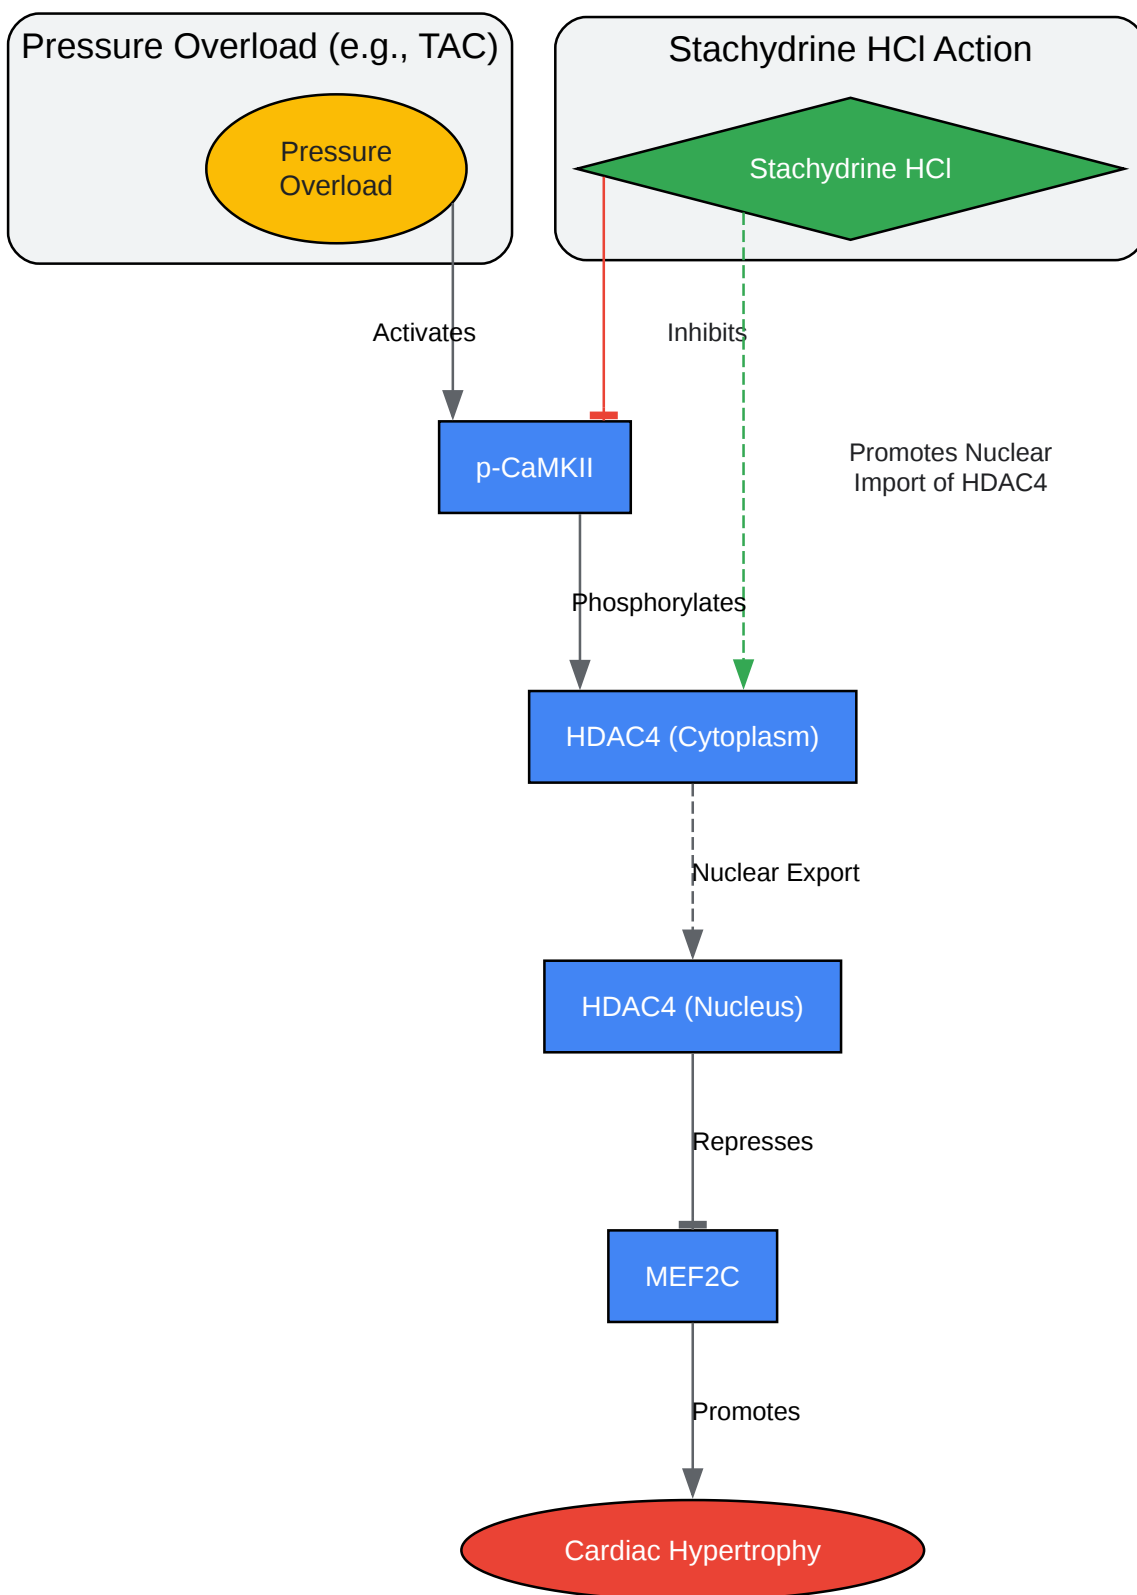 Pressure Overload (e.g., TAC)
Stachydrine HCl Action
Pressure
Overload
Stachydrine HCl
Activates
Inhibits
p-CaMKII
Promotes Nuclear
Import of HDAC4
Phosphorylates
HDAC4 (Cytoplasm)
Nuclear Export
HDAC4 (Nucleus)
Represses
MEF2C
Promotes
Cardiac Hypertrophy